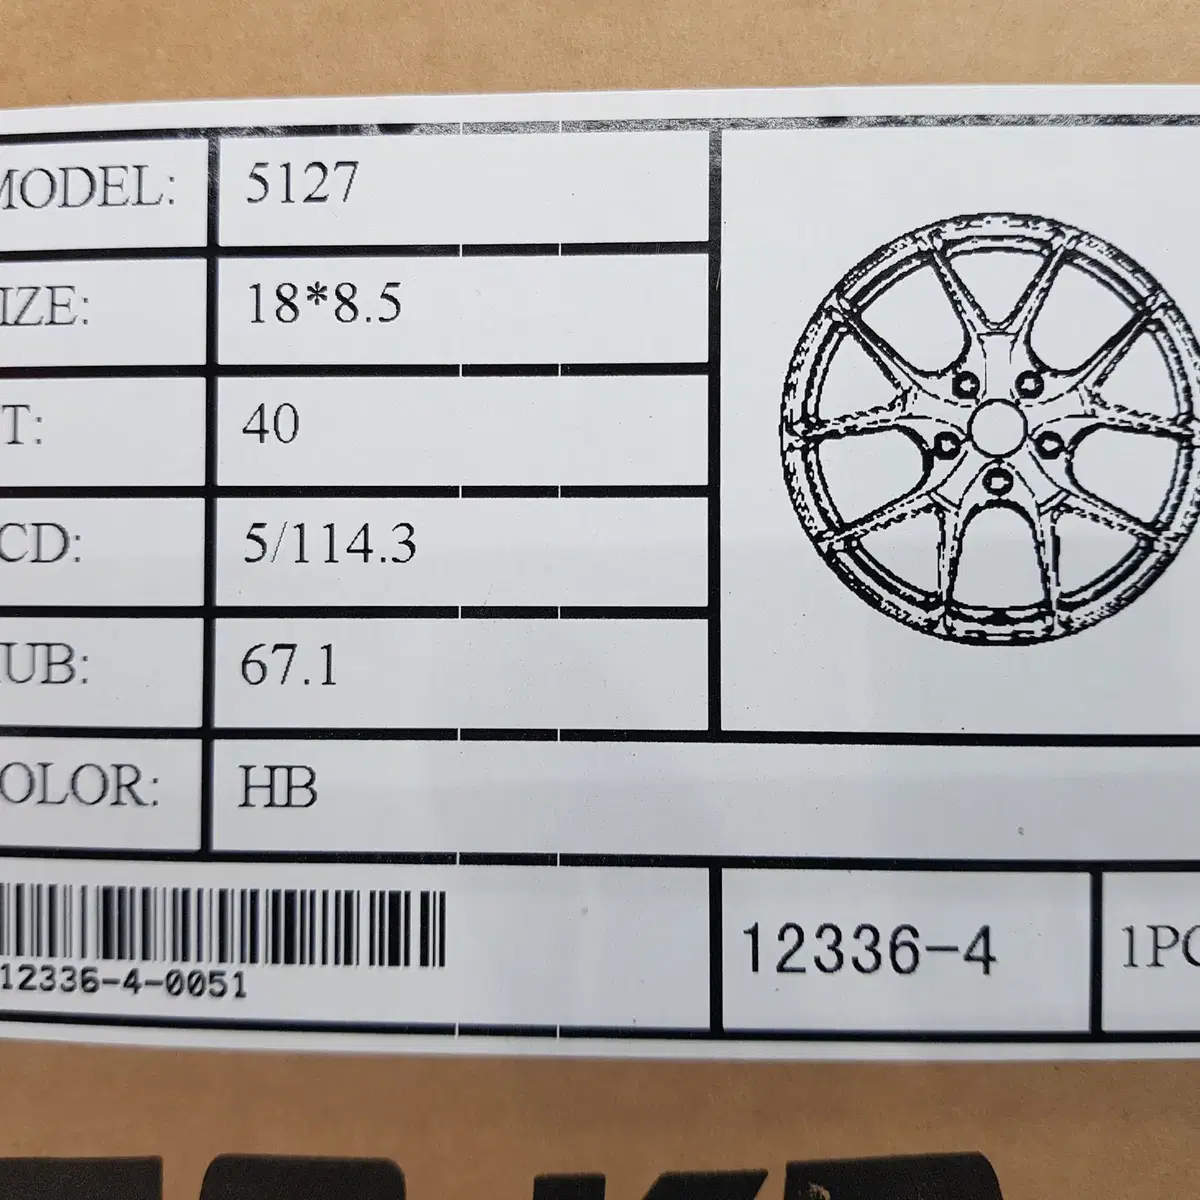 MODEL: 5127
IZE: 18*8.5
T: 40
CD: 5/114.3
UB: 67.1
OLOR: HB
12336-4-0051
12336-4
1PC